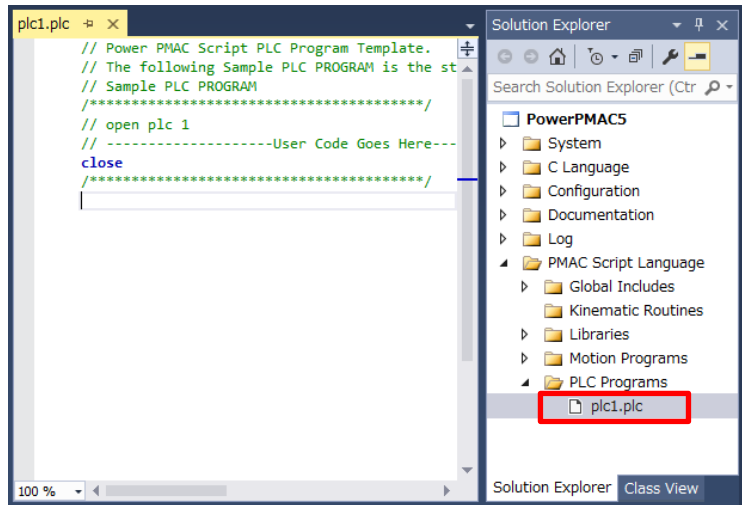 plc1.plc
// Power PMAC Script PLC Program Template.
// The following Sample PLC PROGRAM is the st
// Sample PLC PROGRAM
/****************************************/
// open plc 1
// --------------------User Code Goes Here---
close
/****************************************/
100 %
Solution Explorer
Search Solution Explorer (Ctr
PowerPMAC5
System
C Language
Configuration
Documentation
Log
PMAC Script Language
Global Includes
Kinematic Routines
Libraries
Motion Programs
PLC Programs
plc1.plc
Solution Explorer Class View